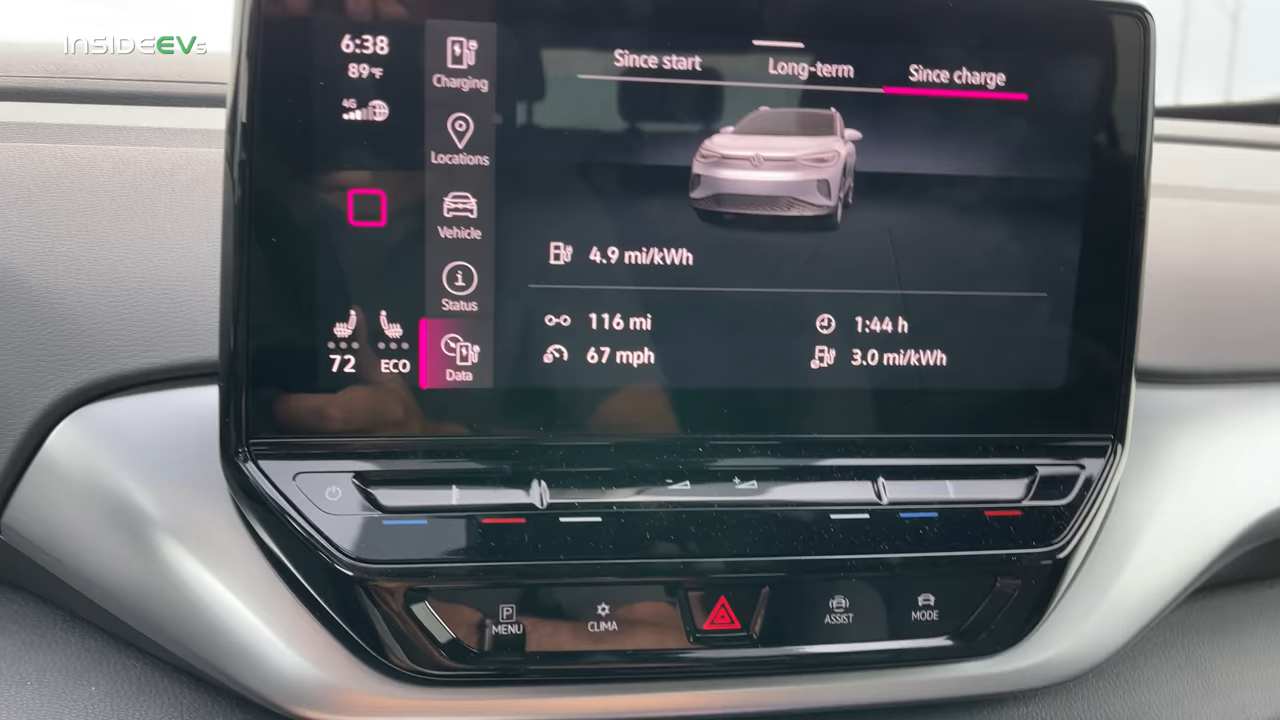 INSIDEEVs
6:38
89°F
4G
72
ECO
Charging
Locations
Vehicle
Status
Data
Since start
Long-term
Since charge
4.9 mi/kWh
116 mi
1:44 h
67 mph
3.0 mi/kWh
P
MENU
CLIMA
ASSIST
MODE